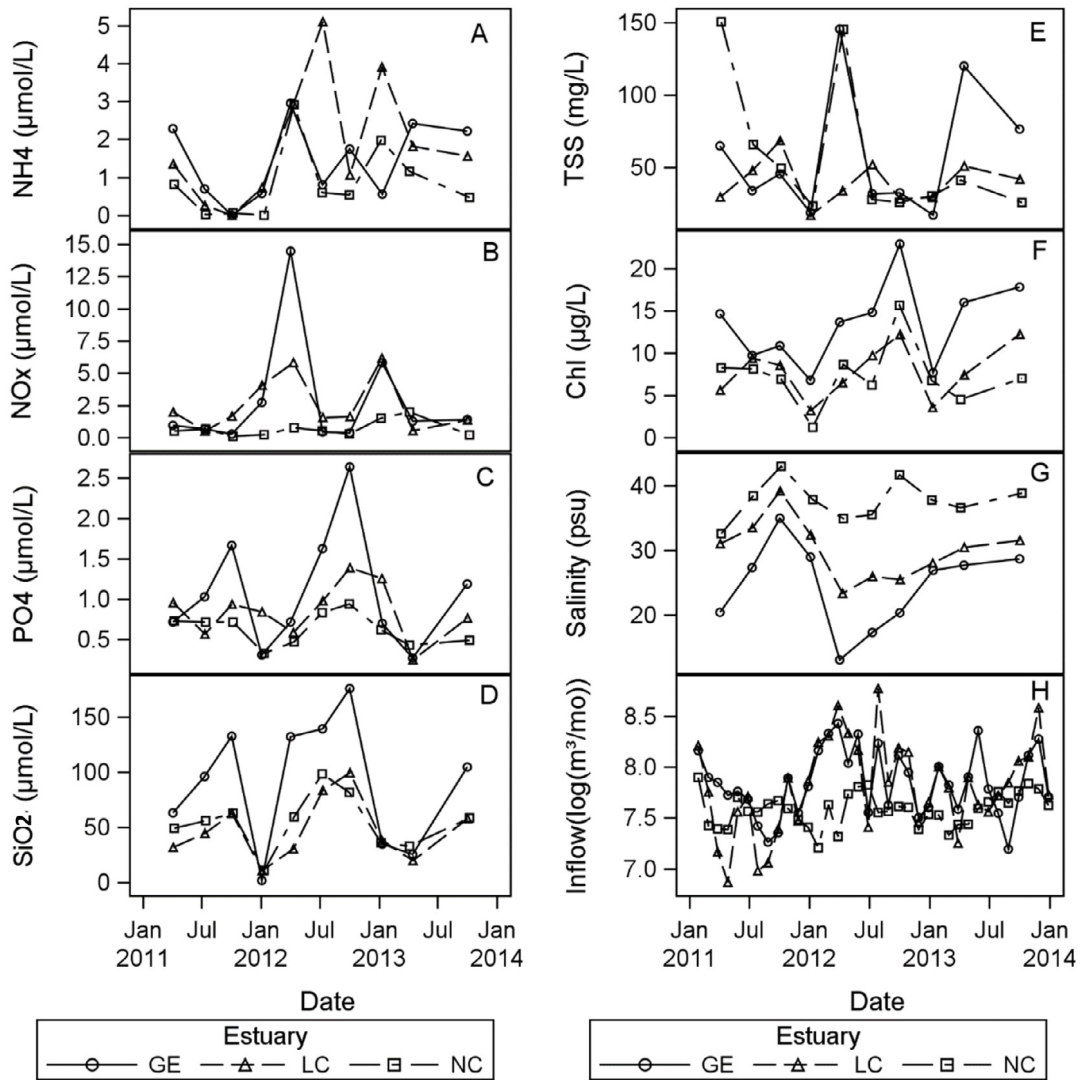 A
NH4 (µmol/L)
5
4
3
2
1
0
B
NOx (µmol/L)
15.0
12.5
10.0
7.5
5.0
2.5
0.0
C
PO4 (µmol/L)
2.5
2.0
1.5
1.0
0.5
D
SiO2 (µmol/L)
150
100
50
0
Jan Jul Jan Jul Jan Jul Jan
2011 2012 2013 2014
Date
Estuary
GE LC NC
E
TSS (mg/L)
150
100
50
F
Chl (µg/L)
20
15
10
5
0
G
Salinity (psu)
40
30
20
H
Inflow(log(m³/mo))
8.5
8.0
7.5
7.0
Jan Jul Jan Jul Jan Jul Jan
2011 2012 2013 2014
Date
Estuary
GE LC NC